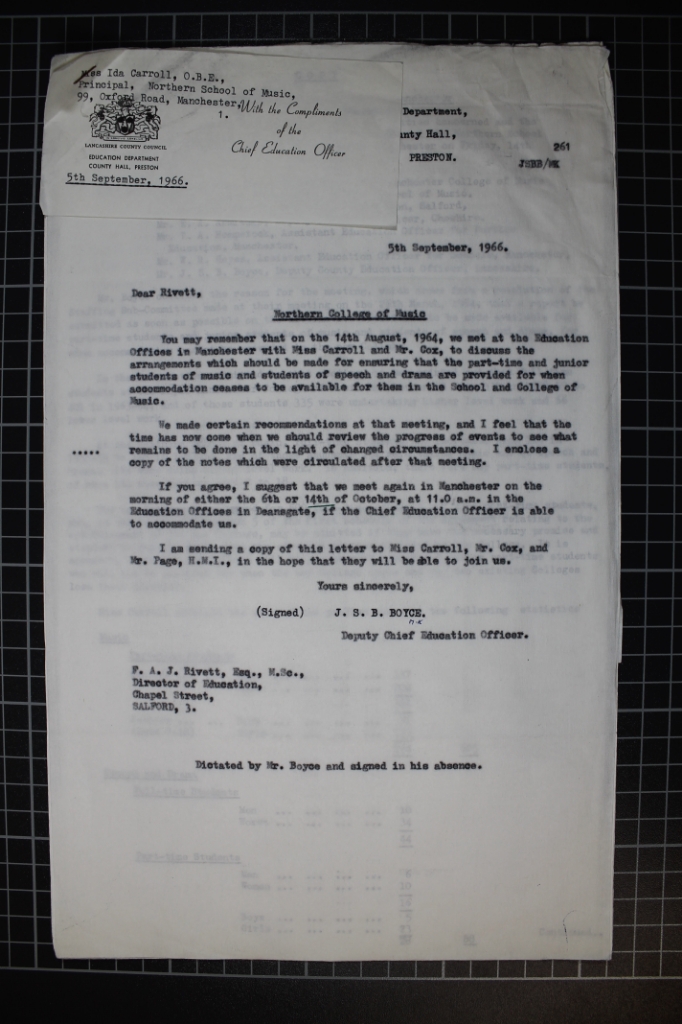 Miss Ida Carroll, O.B.E.,
Principal, Northern School of Music,
99, Oxford Road, Manchester,
1.
With the Compliments
of the
Chief Education Officer
LANCASHIRE COUNTY COUNCIL
EDUCATION DEPARTMENT
COUNTY HALL, PRESTON
5th September, 1966.
Department,
unty Hall,
PRESTON.
261
5th September, 1966.
Dear Rivett,
Northern College of Music
You may remember that on the 14th August, 1964, we met at the Education
Offices in Manchester with Miss Carroll and Mr. Cox, to discuss the
arrangements which should be made for ensuring that the part-time and junior
students of music and students of speech and drama are provided for when
accommodation ceases to be available for them in the School and College of
Music.
We made certain recommendations at that meeting, and I feel that the
time has now come when we should review the progress of events to see what
..... remains to be done in the light of changed circumstances. I enclose a
copy of the notes which were circulated after that meeting.
If you agree, I suggest that we meet again in Manchester on the
morning of either the 6th or 14th of October, at 11.0 a.m. in the
Education Offices in Deansgate, if the Chief Education Officer is able
to accommodate us.
I am sending a copy of this letter to Miss Carroll, Mr. Cox, and
Mr. Page, H.M.I., in the hope that they will be able to join us.
Yours sincerely,
(Signed) J. S. B. BOYCE.
Deputy Chief Education Officer.
F. A. J. Rivett, Esq., M.Sc.,
Director of Education,
Chapel Street,
SALFORD, 3.
Dictated by Mr. Boyce and signed in his absence.